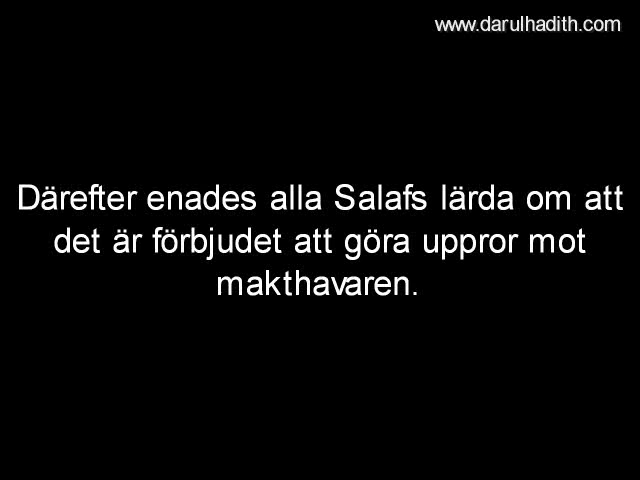 www.darulhadith.com
Därefter enades alla Salafs lärda om att
det är förbjudet att göra uppror mot
makthavaren.